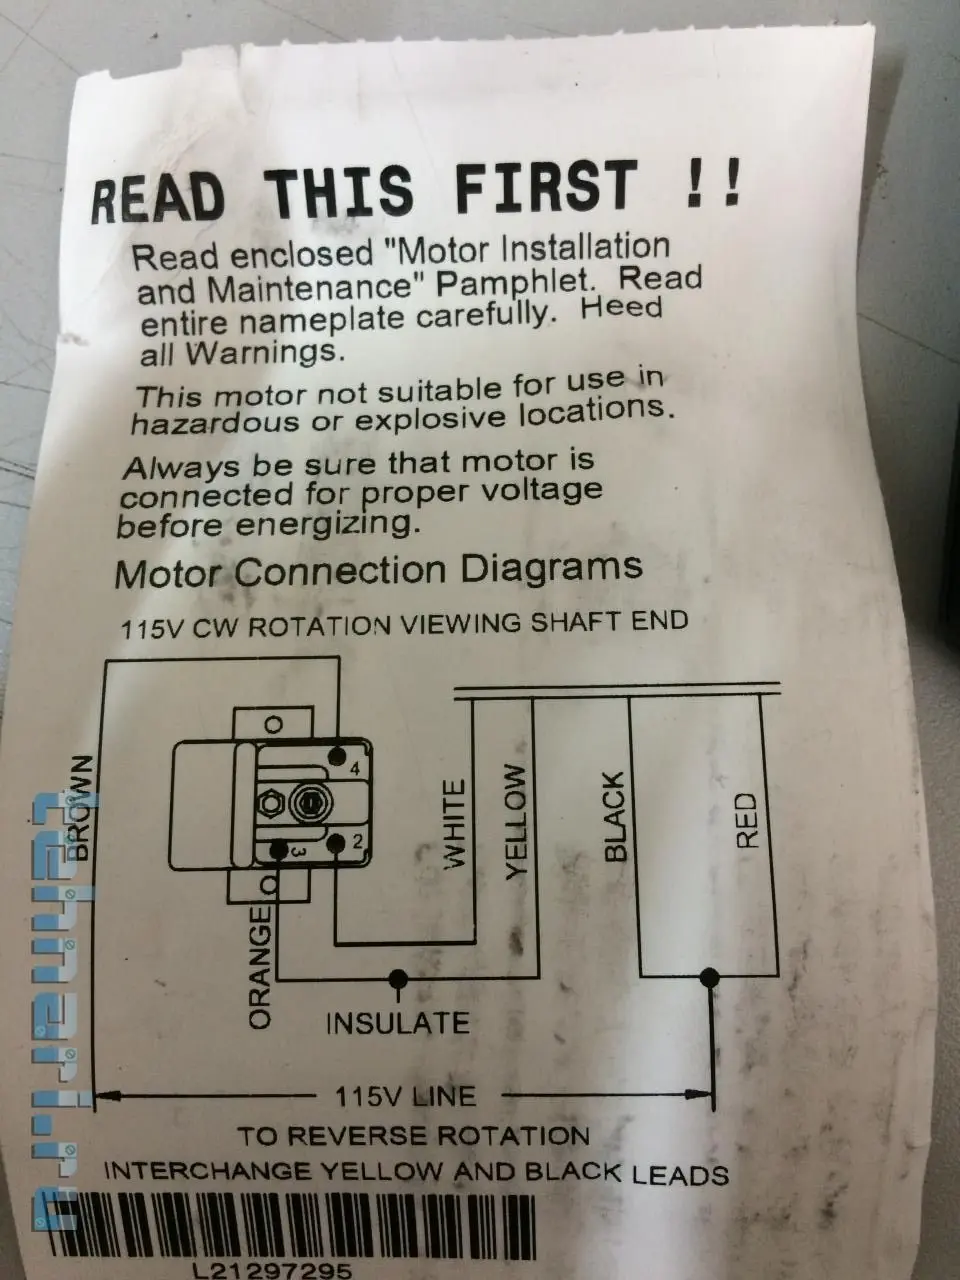 READ THIS FIRST !!
Read enclosed "Motor Installation
and Maintenance" Pamphlet. Read
entire nameplate carefully. Heed
all Warnings.
This motor not suitable for use in
hazardous or explosive locations.
Always be sure that motor is
connected for proper voltage
before energizing.
Motor Connection Diagrams
115V CW ROTATION VIEWING SHAFT END
BROWN
4
3
2
ORANGE
WHITE
YELLOW
BLACK
RED
INSULATE
115V LINE
TO REVERSE ROTATION
INTERCHANGE YELLOW AND BLACK LEADS
L21297295